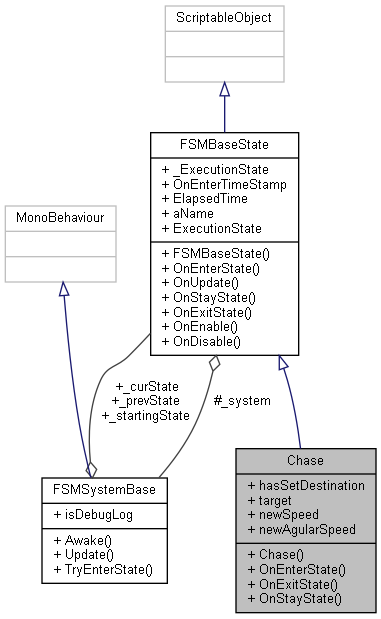 ScriptableObject
FSMBaseState
+ _ExecutionState
+ OnEnterTimeStamp
+ ElapsedTime
+ aName
+ ExecutionState
+ FSMBaseState()
+ OnEnterState()
+ OnUpdate()
+ OnStayState()
+ OnExitState()
+ OnEnable()
+ OnDisable()
MonoBehaviour
+_curState
+_prevState
+_startingState
#_system
FSMSystemBase
+ isDebugLog
+ Awake()
+ Update()
+ TryEnterState()
Chase
+ hasSetDestination
+ target
+ newSpeed
+ newAgularSpeed
+ Chase()
+ OnEnterState()
+ OnExitState()
+ OnStayState()